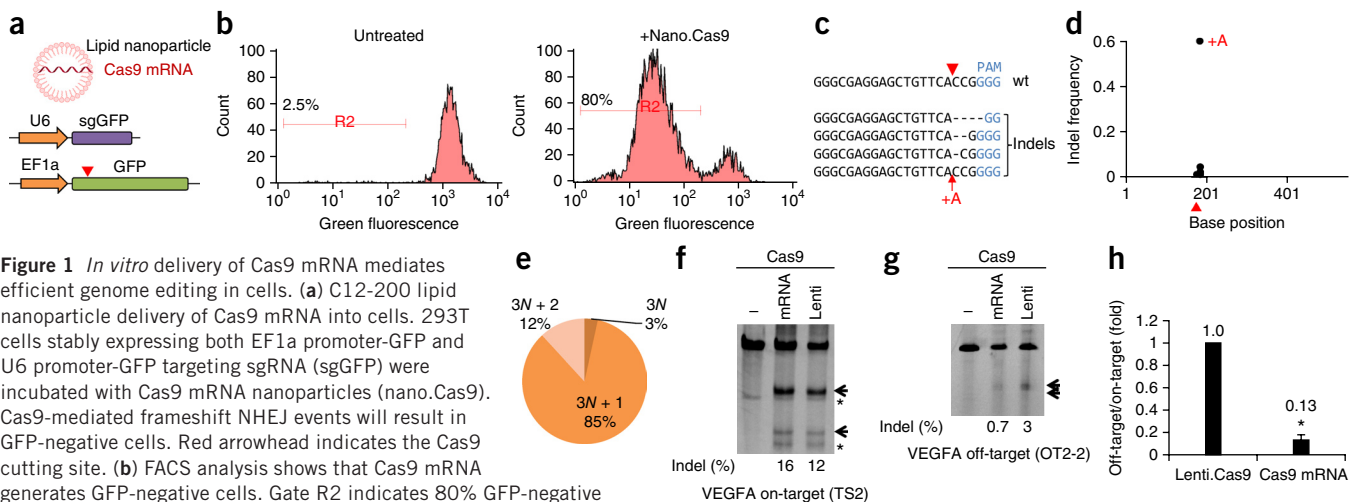 a
Lipid nanoparticle
Cas9 mRNA
U6
sgGFP
EF1a
GFP
b
Untreated
Count
100
80
60
40
20
0
2.5%
R2
10^0
10^1
10^2
10^3
10^4
Green fluorescence
+Nano.Cas9
Count
100
80
60
40
20
0
80%
R2
10^0
10^1
10^2
10^3
10^4
Green fluorescence
c
PAM
GGGCGAGGAGCTGTTCACCGGGG wt
GGGCGAGGAGCTGTTCA----GG
GGGCGAGGAGCTGTTCA--GGGG
GGGCGAGGAGCTGTTCA-CGGGG
GGGCGAGGAGCTGTTCACCGGGG
Indels
+A
d
Indel frequency
0.6
0.4
0.2
0
+A
1
201
401
Base position
Figure 1 In vitro delivery of Cas9 mRNA mediates
efficient genome editing in cells. (a) C12-200 lipid
nanoparticle delivery of Cas9 mRNA into cells. 293T
cells stably expressing both EF1a promoter-GFP and
U6 promoter-GFP targeting sgRNA (sgGFP) were
incubated with Cas9 mRNA nanoparticles (nano.Cas9).
Cas9-mediated frameshift NHEJ events will result in
GFP-negative cells. Red arrowhead indicates the Cas9
cutting site. (b) FACS analysis shows that Cas9 mRNA
generates GFP-negative cells. Gate R2 indicates 80% GFP-negative
e
3N + 2
12%
3N
3%
3N + 1
85%
f
Cas9
–
mRNA
Lenti
*
*
Indel (%)
16
12
VEGFA on-target (TS2)
g
Cas9
–
mRNA
Lenti
Indel (%)
0.7
3
VEGFA off-target (OT2-2)
h
Off-target/on-target (fold)
1.2
1
0.8
0.6
0.4
0.2
0
1.0
0.13
*
Lenti.Cas9
Cas9 mRNA